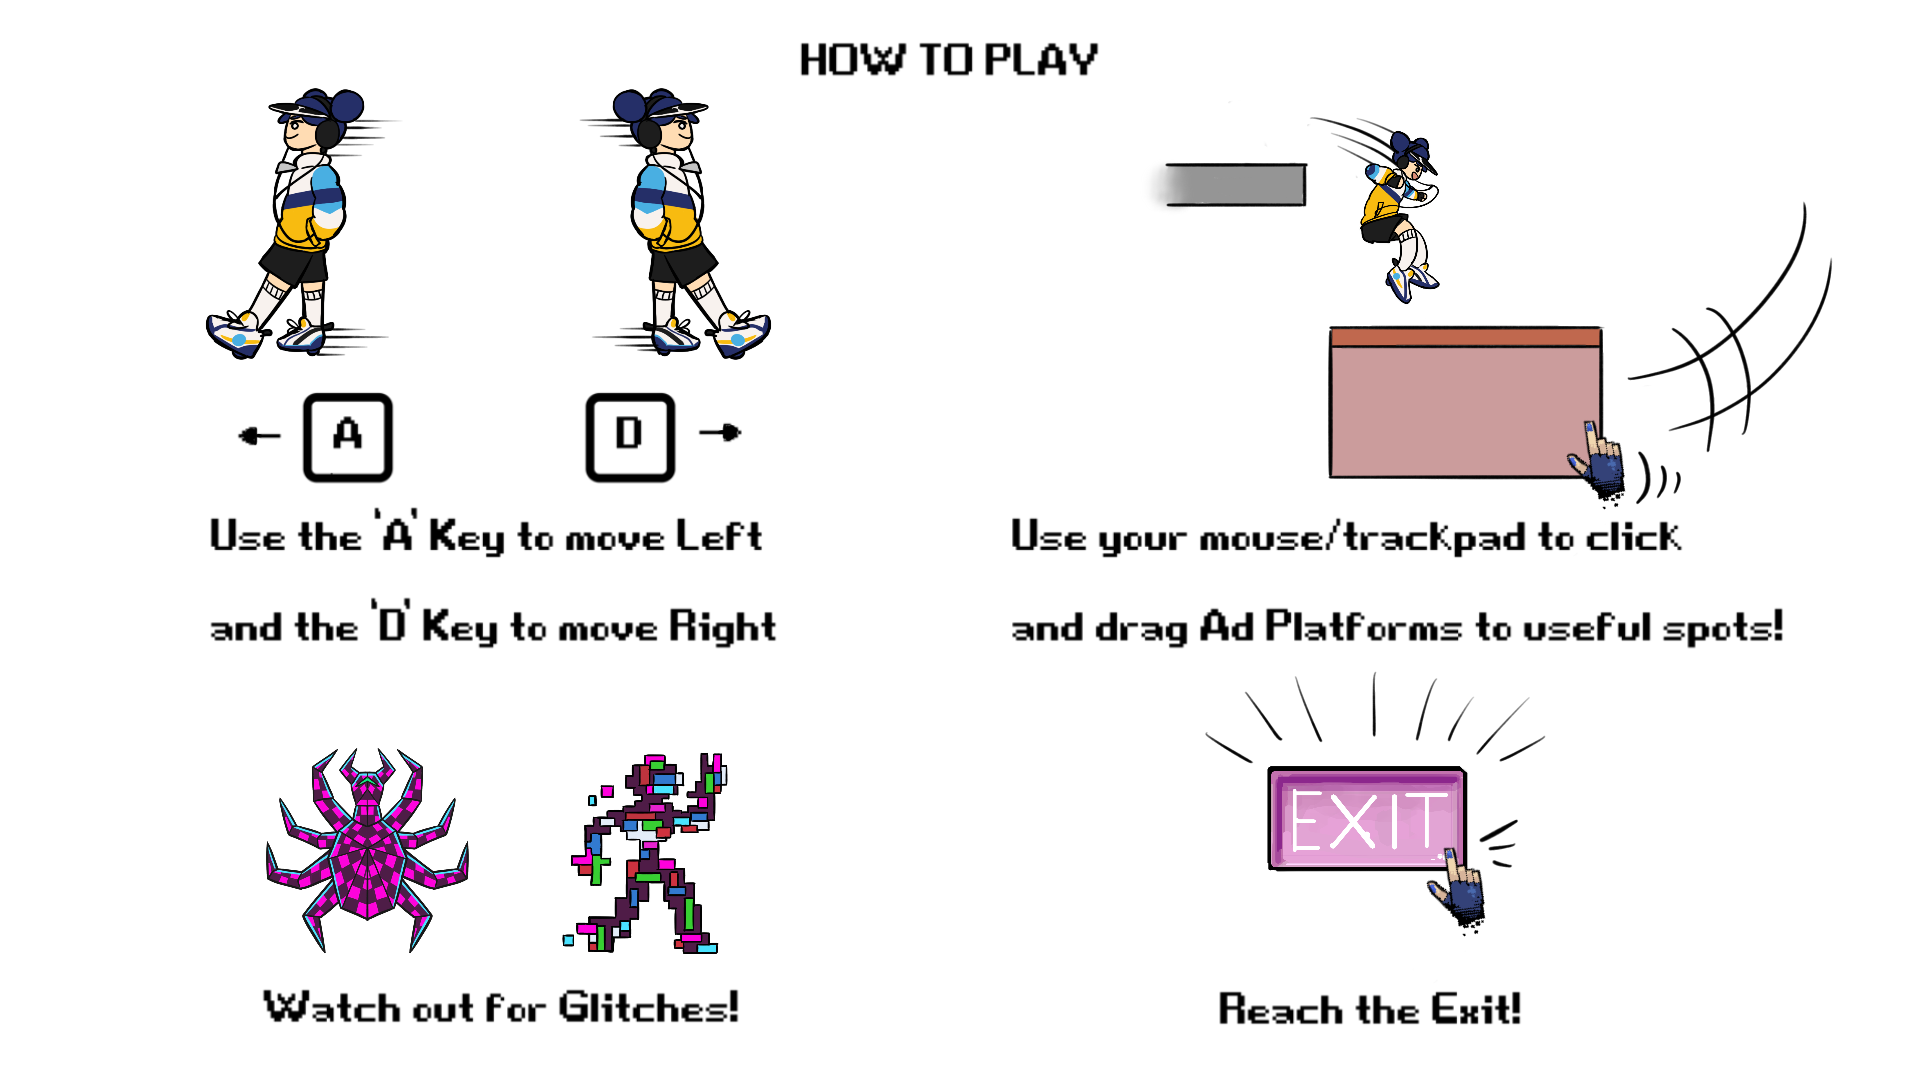 HOW TO PLAY
A
D
Use the 'A' Key to move Left
and the 'D' Key to move Right
Use your mouse/trackpad to click
and drag Ad Platforms to useful spots!
Watch out for Glitches!
EXIT
Reach the Exit!